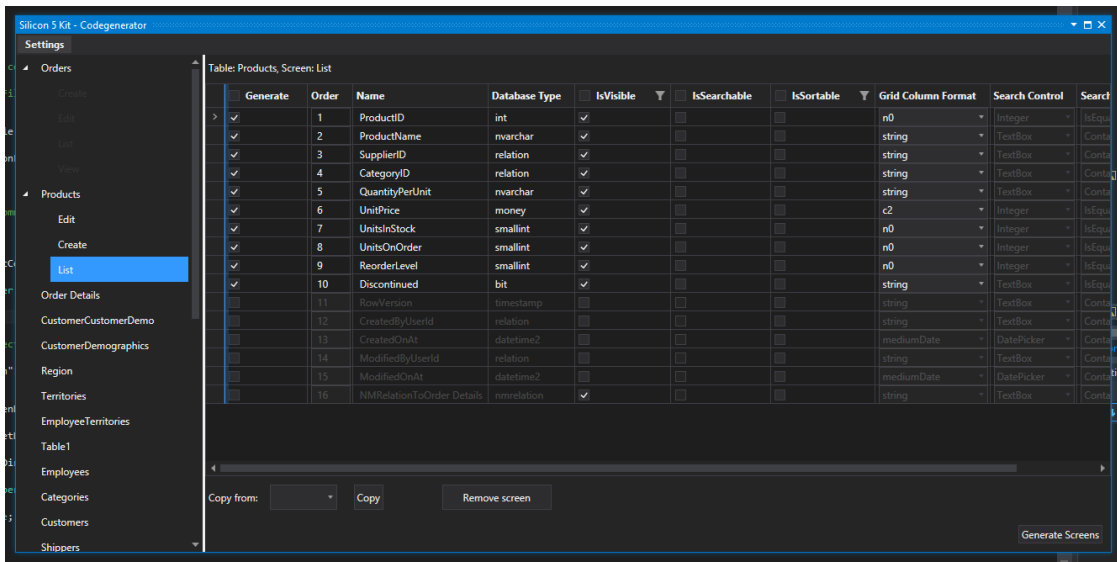 Silicon 5 Kit - Codegenerator
Settings
Orders
Create
Edit
List
View
Products
Edit
Create
List
Order Details
CustomerCustomerDemo
CustomerDemographics
Region
Territories
EmployeeTerritories
Table1
Employees
Categories
Customers
Shippers
Table: Products, Screen: List
Generate Order Name Database Type IsVisible IsSearchable IsSortable Grid Column Format Search Control Search
1 ProductID int n0 Integer IsEqua
2 ProductName nvarchar string TextBox Conta
3 SupplierID relation string TextBox Conta
4 CategoryID relation string TextBox Conta
5 QuantityPerUnit nvarchar string TextBox Conta
6 UnitPrice money c2 Integer IsEqua
7 UnitsInStock smallint n0 Integer IsEqua
8 UnitsOnOrder smallint n0 Integer IsEqua
9 ReorderLevel smallint n0 Integer IsEqua
10 Discontinued bit string TextBox IsEqua
11 RowVersion timestamp string TextBox Conta
12 CreatedByUserId relation string TextBox Conta
13 CreatedOnAt datetime2 mediumDate DatePicker Conta
14 ModifiedByUserId relation string TextBox Conta
15 ModifiedOnAt datetime2 mediumDate DatePicker Conta
16 NMRelationToOrder Details nmrelation string TextBox Conta
Copy from: Copy Remove screen
Generate Screens